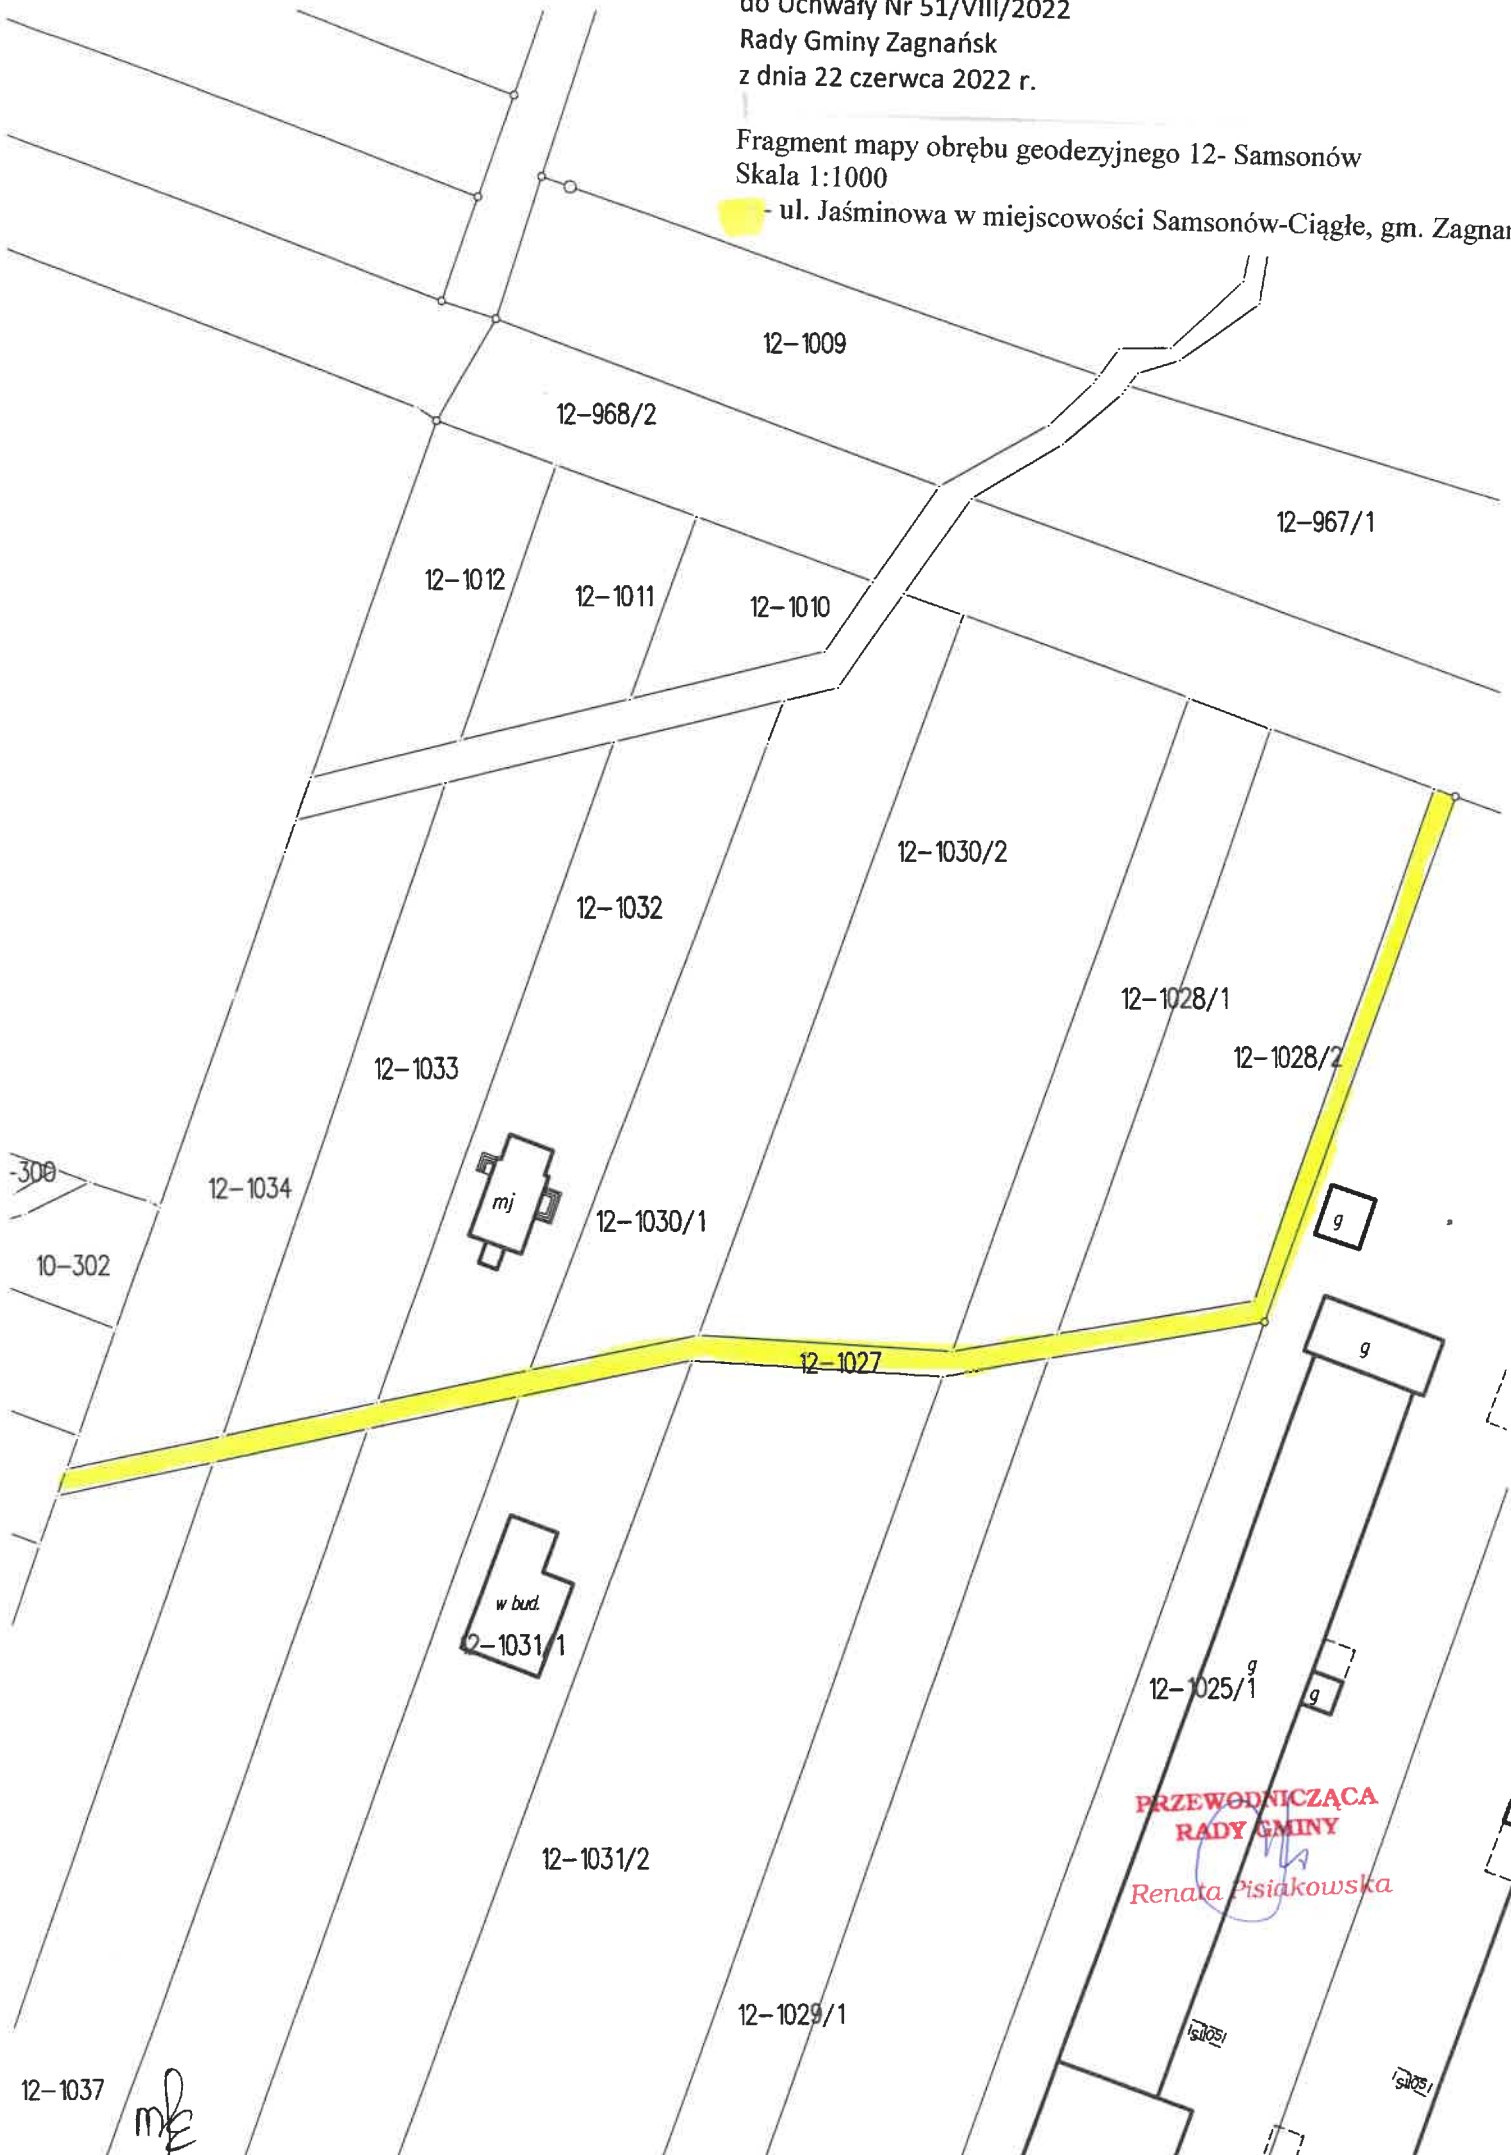 do Uchwały Nr 51/VIII/2022
Rady Gminy Zagnańsk
z dnia 22 czerwca 2022 r.
Fragment mapy obrębu geodezyjnego 12- Samsonów
Skala 1:1000
- ul. Jaśminowa w miejscowości Samsonów-Ciągłe, gm. Zagnań
12-1009
12-968/2
12-967/1
12-1012
12-1011
12-1010
12-1030/2
12-1032
12-1028/1
12-1028/2
12-1033
-300
12-1034
mj
12-1030/1
g
10-302
g
12-1027
w bud.
12-1031/1
g
12-1025/1
g
PRZEWODNICZĄCA
RADY GMINY
Renata Pisiakowska
12-1031/2
12-1029/1
silos
silos
12-1037